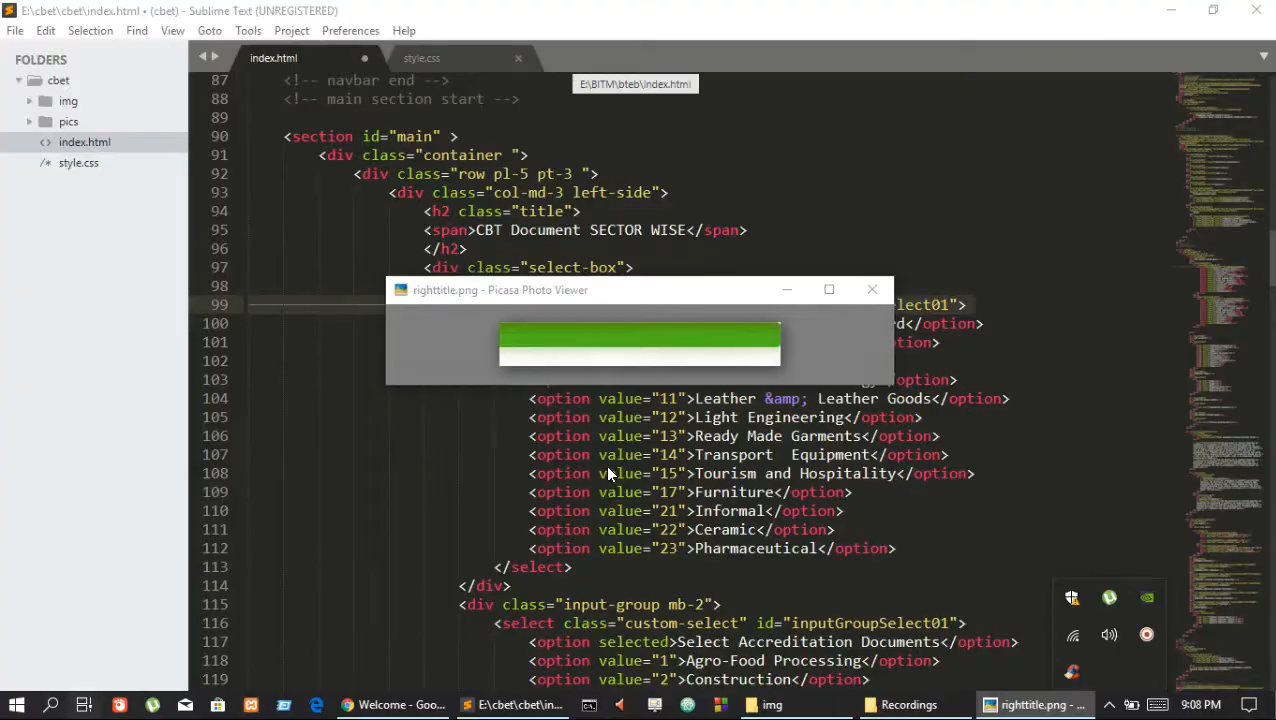 E:\cbet\cbet\index.html • (cbet) - Sublime Text (UNREGISTERED)
File Edit Selection Find View Goto Tools Project Preferences Help
FOLDERS
cbet
img
pics
index.html
style.css
index.html
style.css
E:\BITM\bteb\index.html
87 <!-- navbar end -->
88 <!-- main section start -->
89
90 <section id="main" >
91 <div class="container ">
92 <div class="row pl-3 pt-3 ">
93 <div class="col-md-3 left-side">
94 <h2 class="title">
95 <span>CBT Document SECTOR WISE</span>
96 </h2>
97 <div class="select-box">
98
99 lect01">
100 d</option>
101 option>
103 /option>
104 <option value="11">Leather &amp; Leather Goods</option>
105 <option value="12">Light Engineering</option>
106 <option value="13">Ready Made Garments</option>
107 <option value="14">Transport  Equipment</option>
108 <option value="15">Tourism and Hospitality</option>
109 <option value="17">Furniture</option>
110 <option value="21">Informal</option>
111 <option value="22">Ceramic</option>
112 <option value="23">Pharmaceutical</option>
113 </select>
114 </div>
115 <div class="input-group mb-2">
116 <select class="custom-select" id="inputGroupSelect01">
117 <option selected>Select Accreditation Documents</option>
118 <option value="1">Agro-Food Processing</option>
119 <option value="2">Construction</option>
righttitle.png - Picasa Photo Viewer
Welcome - Goo...
E:\cbet\cbet\in...
img
Recordings
righttitle.png - ...
9:08 PM